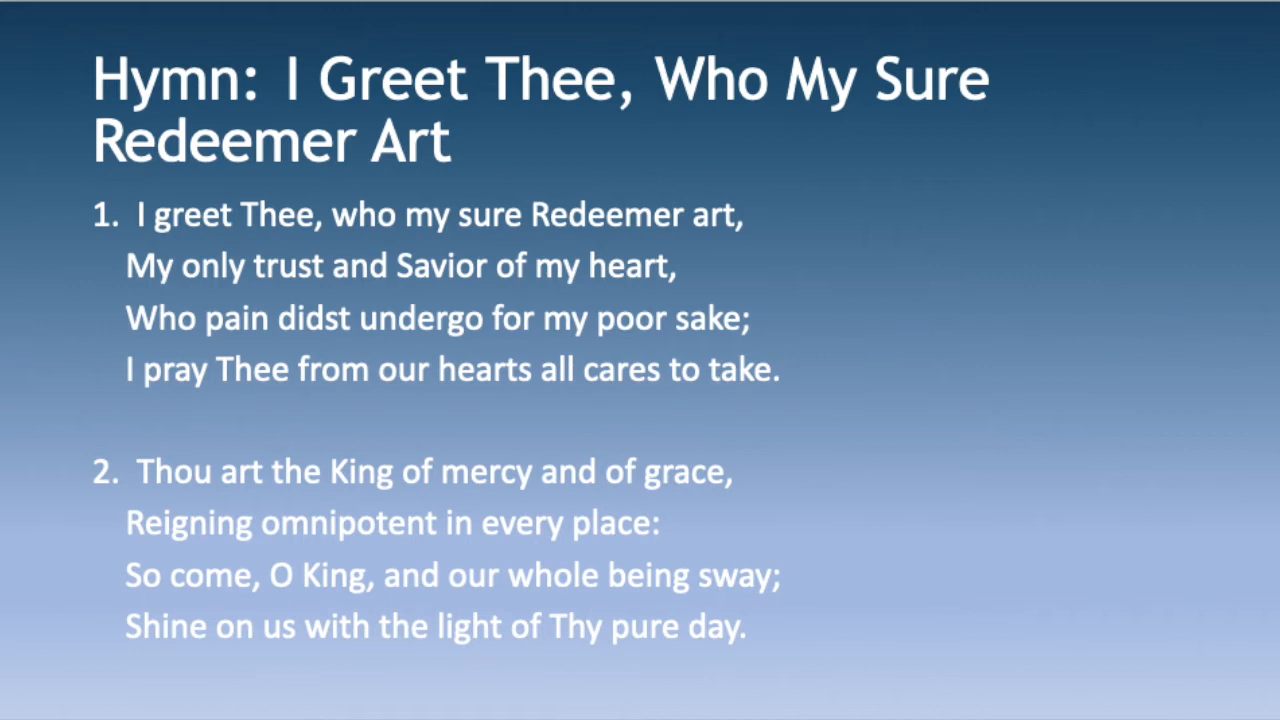 Hymn: I Greet Thee, Who My Sure
Redeemer Art
1. I greet Thee, who my sure Redeemer art,
My only trust and Savior of my heart,
Who pain didst undergo for my poor sake;
I pray Thee from our hearts all cares to take.
2. Thou art the King of mercy and of grace,
Reigning omnipotent in every place:
So come, O King, and our whole being sway;
Shine on us with the light of Thy pure day.